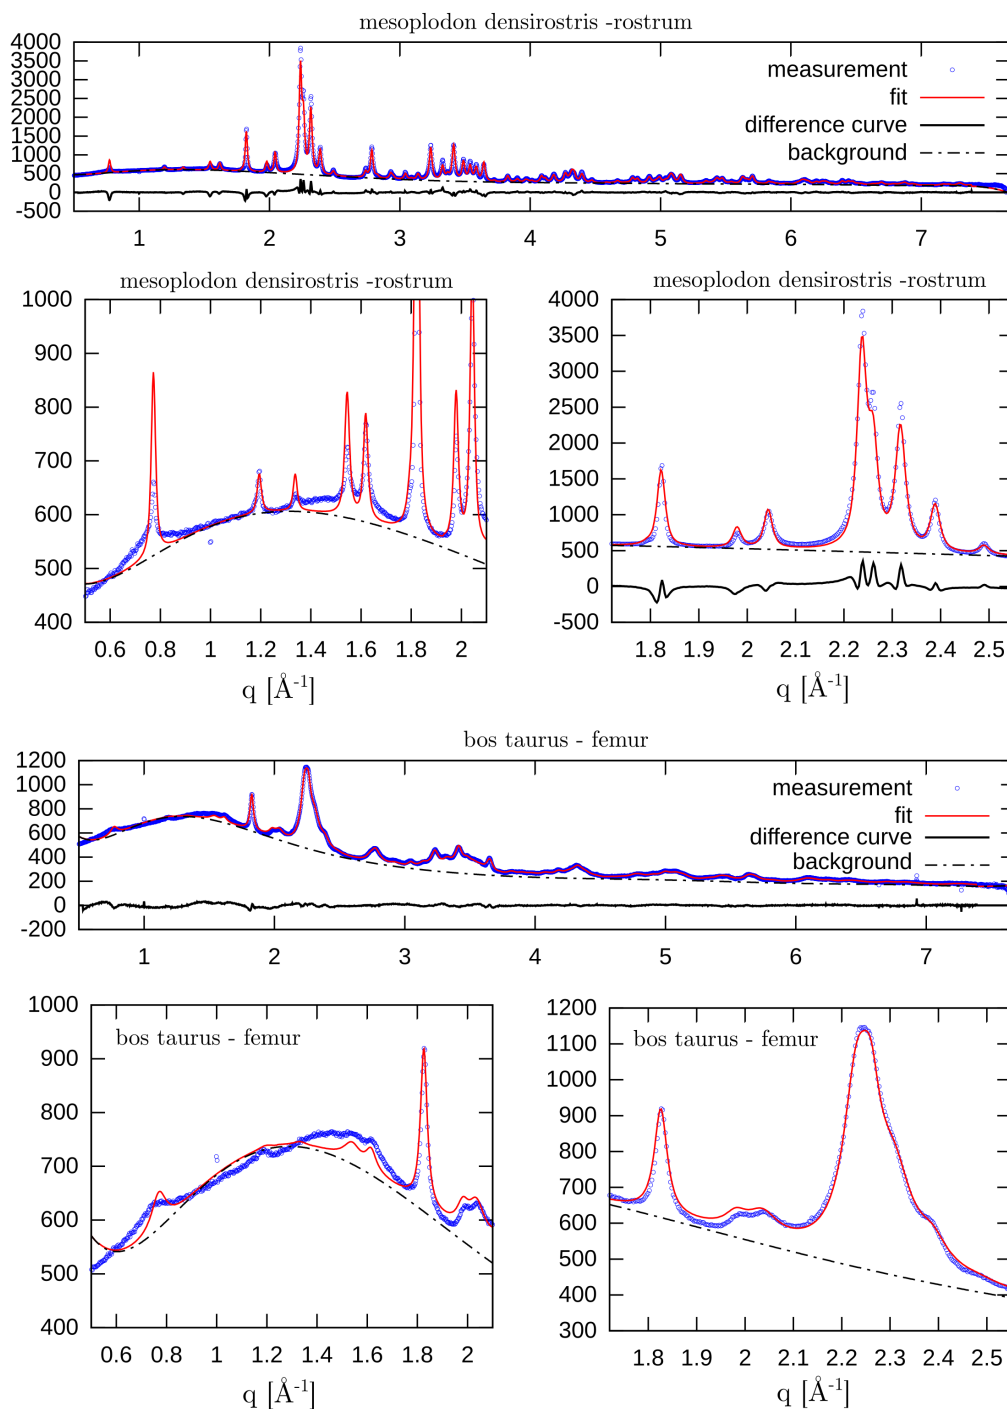 mesoplodon densirostris -rostrum
4000
3500
3000
2500
2000
1500
1000
500
0
-500
measurement
fit
difference curve
background
1 2 3 4 5 6 7
mesoplodon densirostris -rostrum
1000
900
800
700
600
500
400
0.6 0.8 1 1.2 1.4 1.6 1.8 2
q [Å-1]
mesoplodon densirostris -rostrum
4000
3500
3000
2500
2000
1500
1000
500
0
-500
1.8 1.9 2 2.1 2.2 2.3 2.4 2.5
q [Å-1]
bos taurus - femur
1200
1000
800
600
400
200
0
-200
measurement
fit
difference curve
background
1 2 3 4 5 6 7
1000
900
800
700
600
500
400
bos taurus - femur
0.6 0.8 1 1.2 1.4 1.6 1.8 2
q [Å-1]
1200
1100
1000
900
800
700
600
500
400
300
bos taurus - femur
1.8 1.9 2 2.1 2.2 2.3 2.4 2.5
q [Å-1]